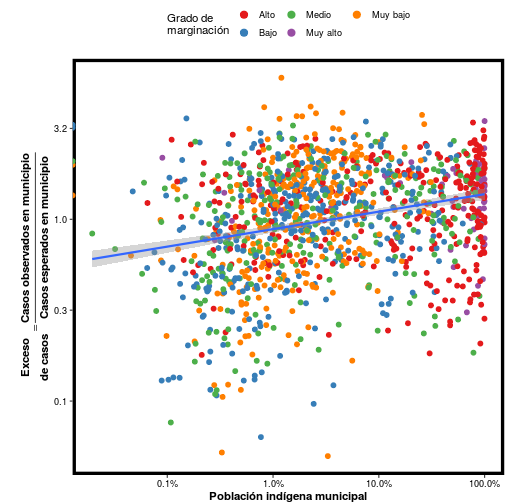 Grado de
marginación
Alto
Medio
Muy bajo
Bajo
Muy alto
3.2
1.0
0.3
0.1
Exceso
de casos
=
Casos observados en municipio
Casos esperados en municipio
0.1%
1.0%
10.0%
100.0%
Población indígena municipal